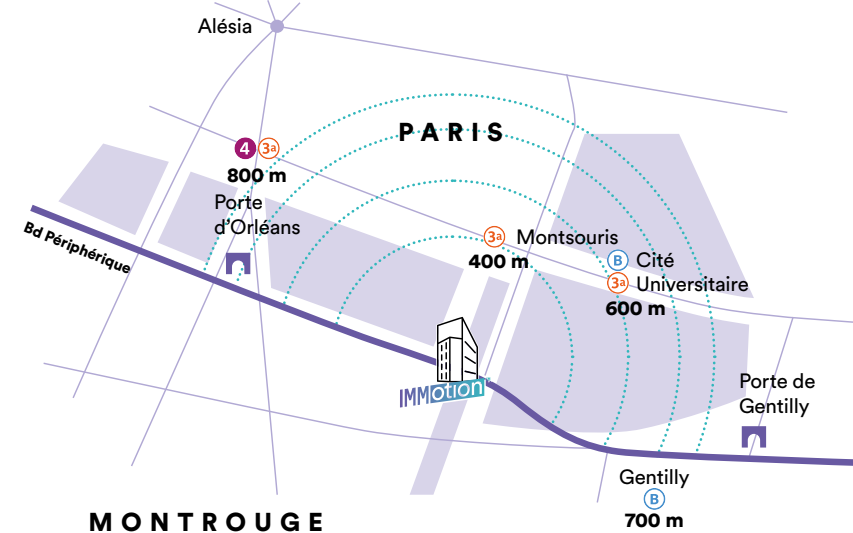 Alésia
PARIS
4 3a
800 m
Porte
d'Orléans
Bd Périphérique
3a Montsouris
400 m
B Cité
3a Universitaire
600 m
IMMotion
Porte de
Gentilly
Gentilly
B
700 m
MONTROUGE